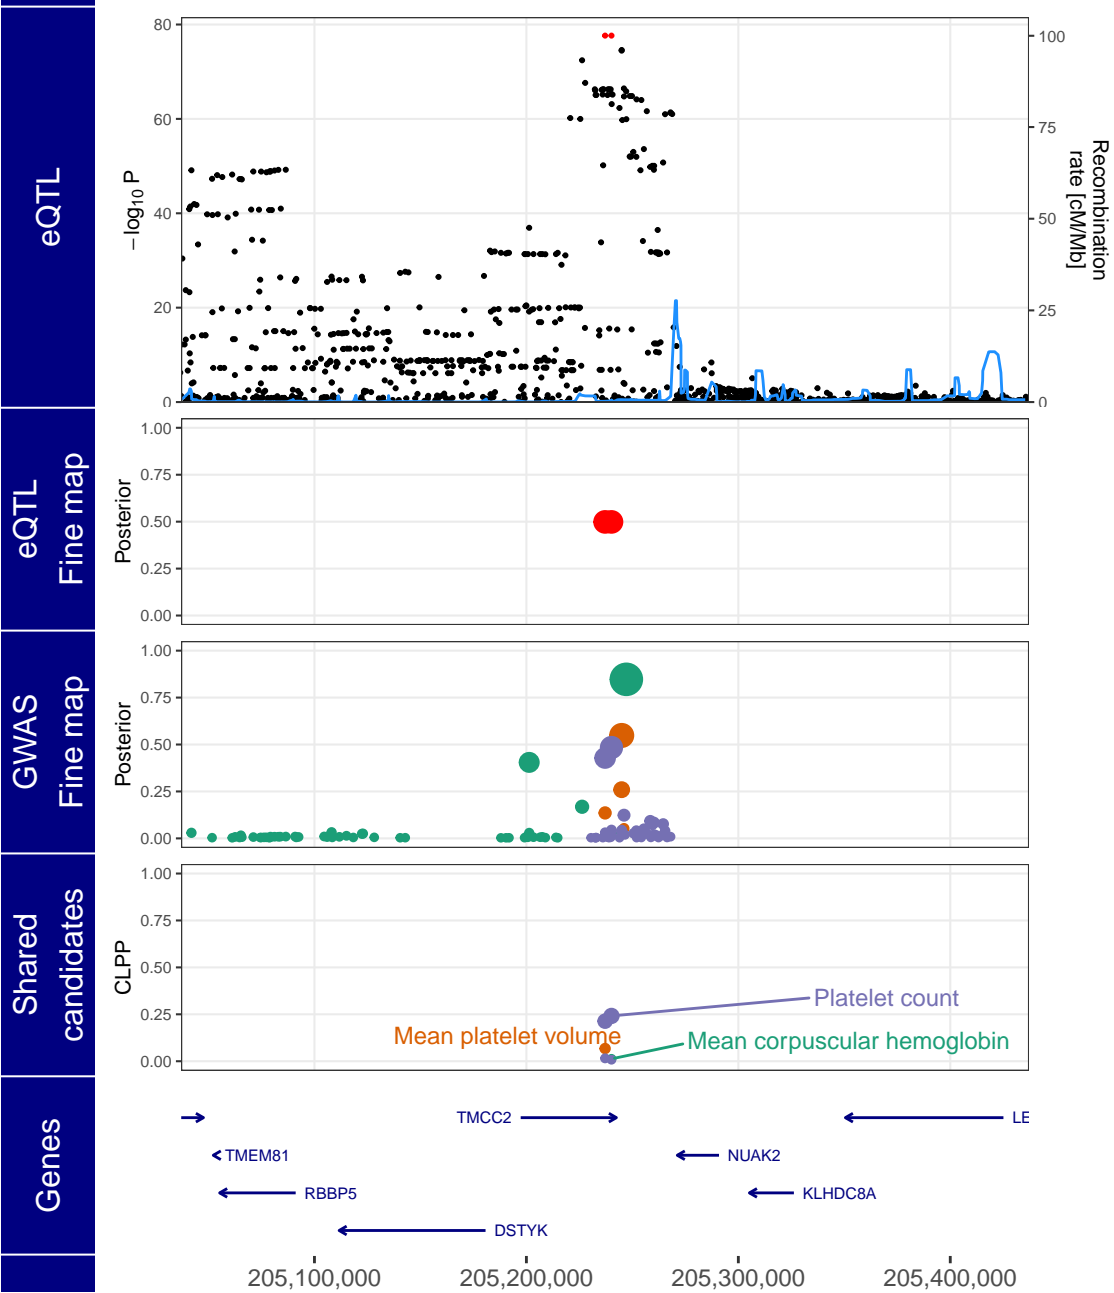 eQTL
−log10 P
80
60
40
20
0
100
75
50
25
0
Recombination
rate [cM/Mb]
eQTL
Fine map
Posterior
1.00
0.75
0.50
0.25
0.00
GWAS
Fine map
Posterior
1.00
0.75
0.50
0.25
0.00
Shared
candidates
CLPP
1.00
0.75
0.50
0.25
0.00
Platelet count
Mean platelet volume
Mean corpuscular hemoglobin
Genes
TMCC2
LE
TMEM81
NUAK2
RBBP5
KLHDC8A
DSTYK
205,100,000
205,200,000
205,300,000
205,400,000